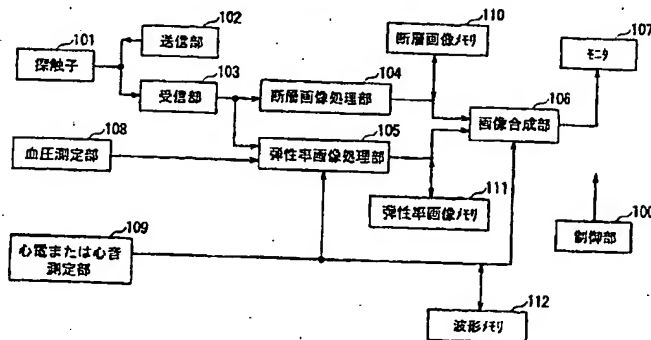 110
102
断層画像メモリ
107
101
送信部
モニタ
103
探触子
104
受信部
断層画像処理部
106
画像合成部
108
105
血圧測定部
弾性率画像処理部
111
弾性率画像メモリ
100
109
制御部
心電または心音
測定部
112
波形メモリ